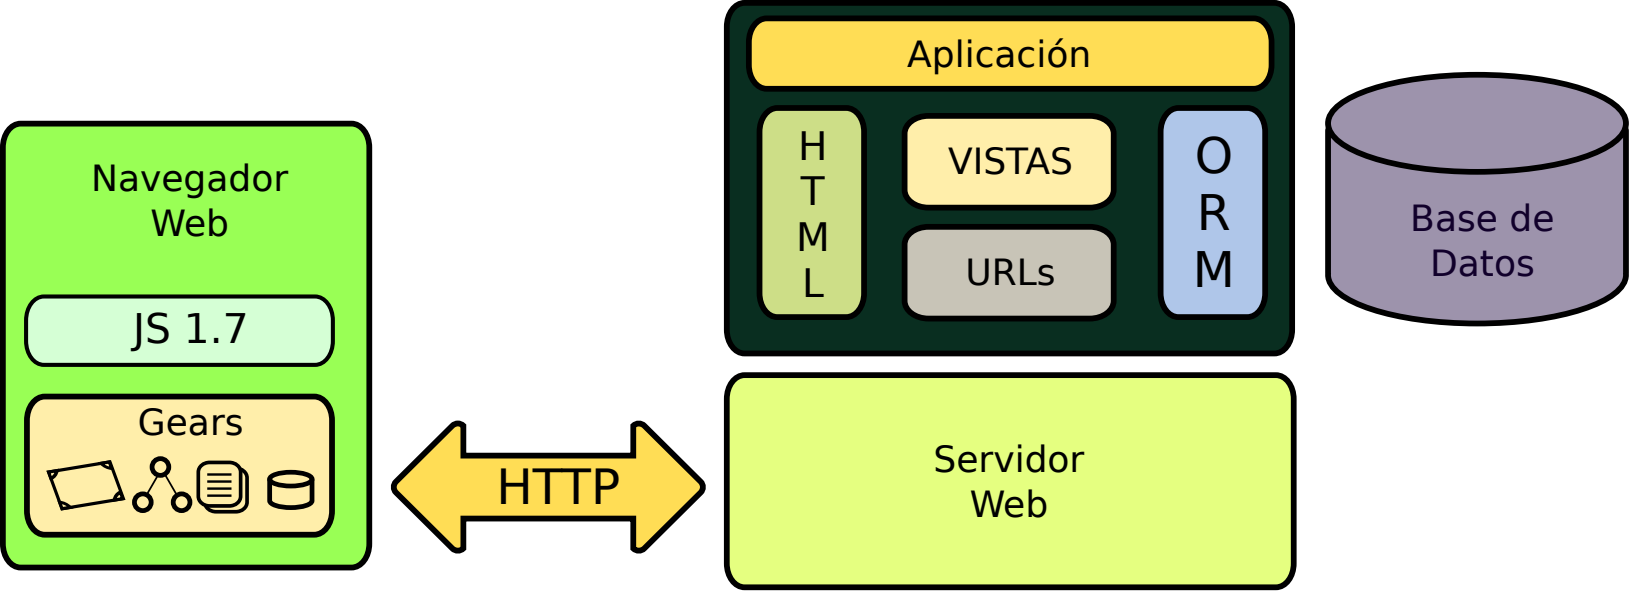 Navegador
Web
JS 1.7
Gears
HTTP
Aplicación
H
T
M
L
VISTAS
URLs
O
R
M
Base de
Datos
Servidor
Web